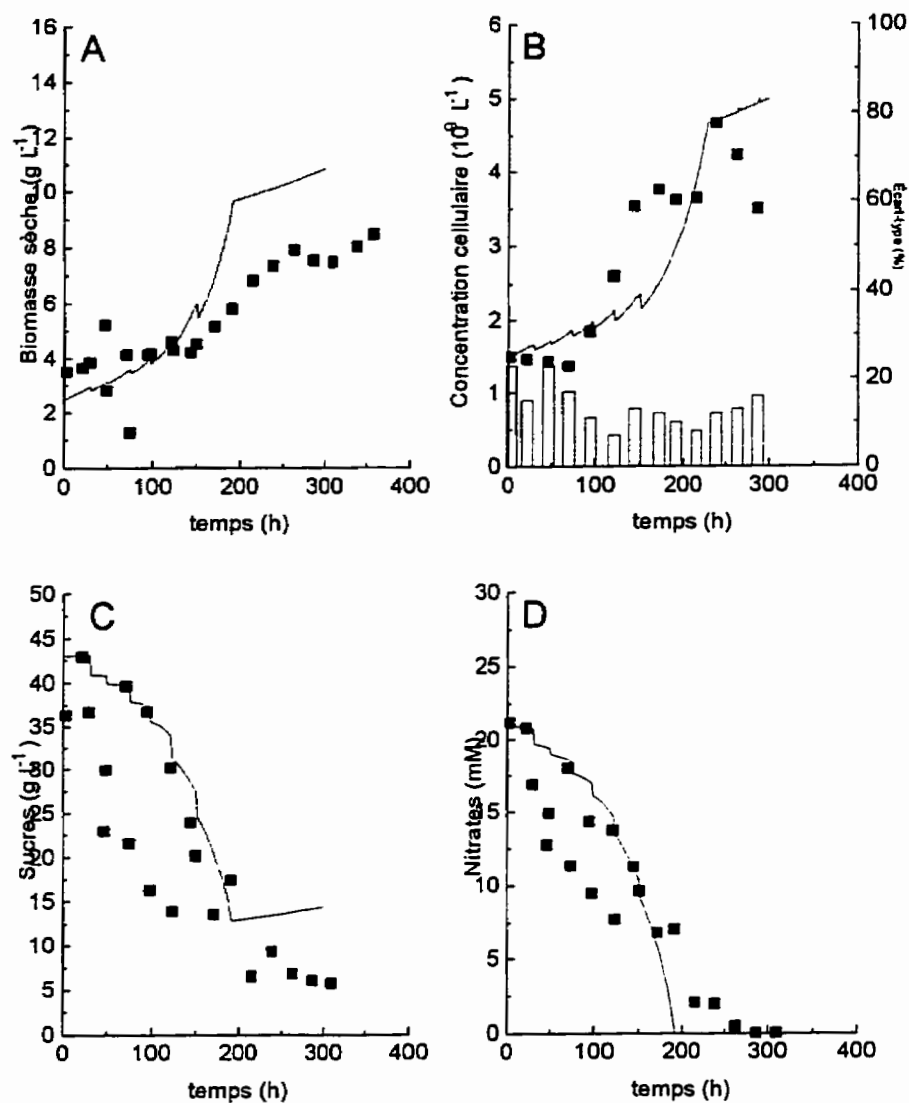 A
Biomasse sèche (g L-1)
16
14
12
10
8
6
4
2
0
0 100 200 300 400
temps (h)
B
Concentration cellulaire (10⁹ L-1)
6
5
4
3
2
1
0
100
80
60
40
20
0
Écart-type (%)
0 100 200 300 400
temps (h)
C
Sucres (g l-1)
50
45
40
35
30
25
20
15
10
5
0
0 100 200 300 400
temps (h)
D
Nitrates (mM)
30
25
20
15
10
5
0
0 100 200 300 400
temps (h)